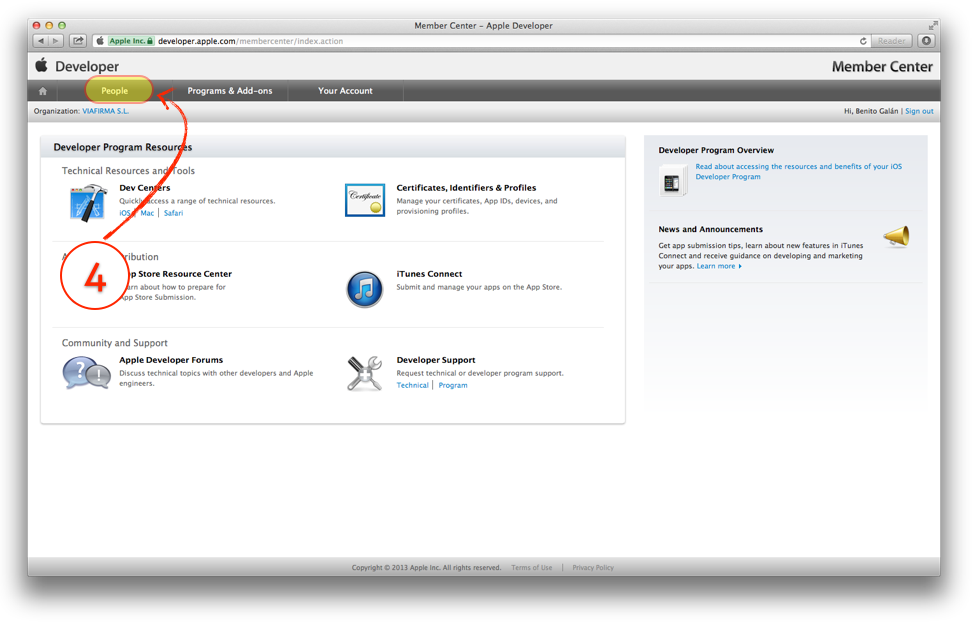 Member Center – Apple Developer
Apple Inc. developer.apple.com/membercenter/index.action Reader
Developer Member Center
People Programs & Add-ons Your Account
Organization: VIAFIRMA S.L. Hi, Benito Galán | Sign out
Developer Program Resources
Technical Resources and Tools
Dev Centers
Quickly access a range of technical resources.
iOS | Mac | Safari
Certificate
Certificates, Identifiers & Profiles
Manage your certificates, App IDs, devices, and
provisioning profiles.
4
App Store Resource Center
Learn about how to prepare for
App Store Submission.
iTunes Connect
Submit and manage your apps on the App Store.
Community and Support
Apple Developer Forums
Discuss technical topics with other developers and Apple
engineers.
Developer Support
Request technical or developer program support.
Technical | Program
Developer Program Overview
Read about accessing the resources and benefits of your iOS
Developer Program
News and Announcements
Get app submission tips, learn about new features in iTunes
Connect and receive guidance on developing and marketing
your apps. Learn more
Copyright © 2013 Apple Inc. All rights reserved. Terms of Use | Privacy Policy